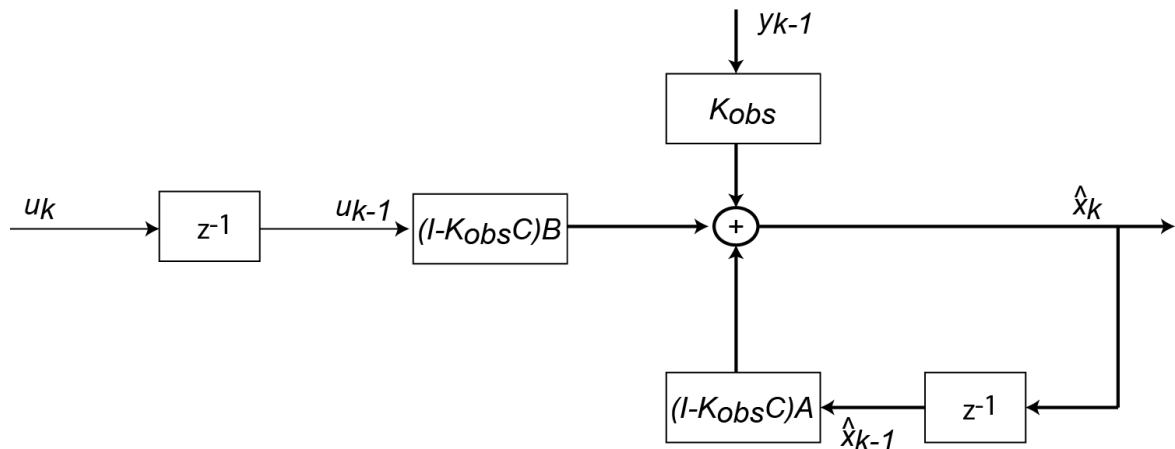 yk-1
Kobs
uk
z-1
uk-1
(I-KobsC)B
+
x̂k
(I-KobsC)A
x̂k-1
z-1